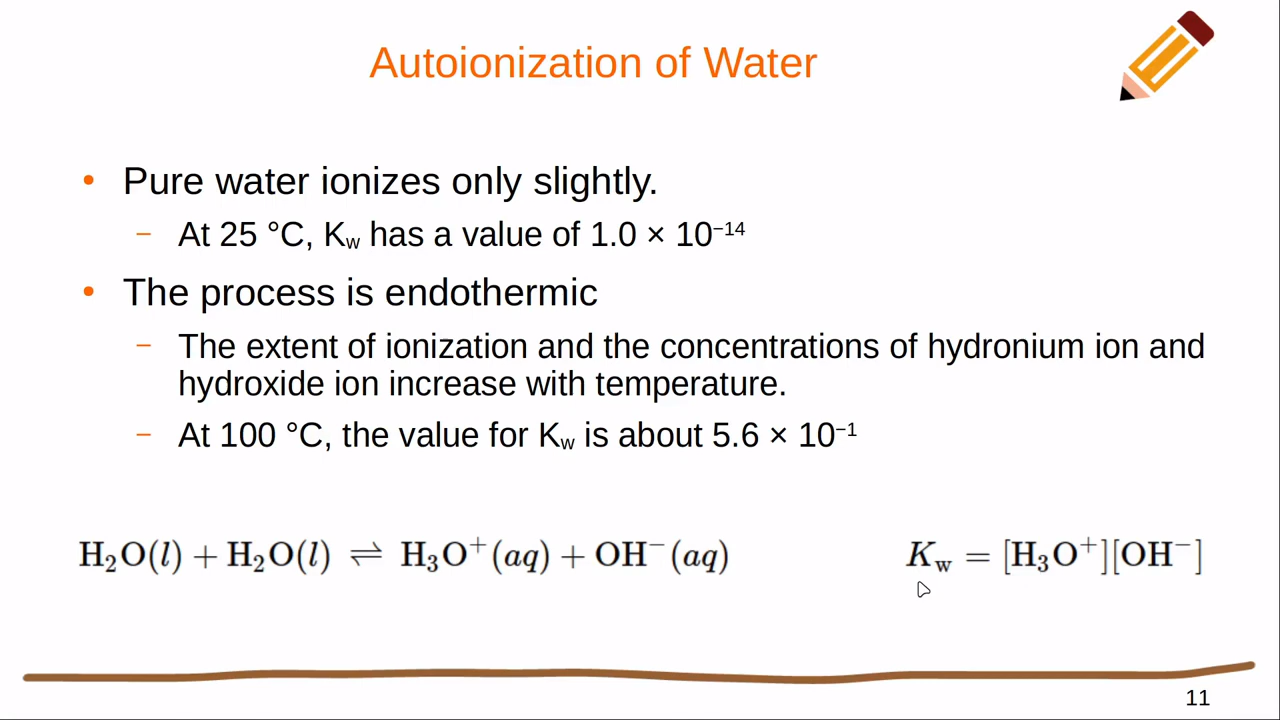 Autoionization of Water
• Pure water ionizes only slightly.
– At 25 °C, Kw has a value of 1.0 × 10⁻¹⁴
• The process is endothermic
– The extent of ionization and the concentrations of hydronium ion and
hydroxide ion increase with temperature.
– At 100 °C, the value for Kw is about 5.6 × 10⁻¹
H₂O(l) + H₂O(l) ⇌ H₃O⁺(aq) + OH⁻(aq)
Kw = [H₃O⁺][OH⁻]
11